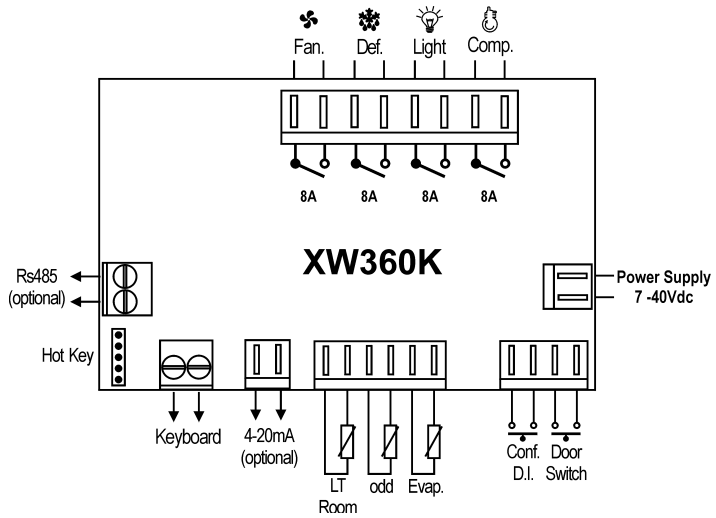 Fan. Def. Light Comp.
8A 8A 8A 8A
XW360K
Rs485
(optional)
Power Supply
7 -40Vdc
Hot Key
Keyboard
4-20mA
(optional)
LT
Room
odd
Evap.
Conf.
D.I.
Door
Switch